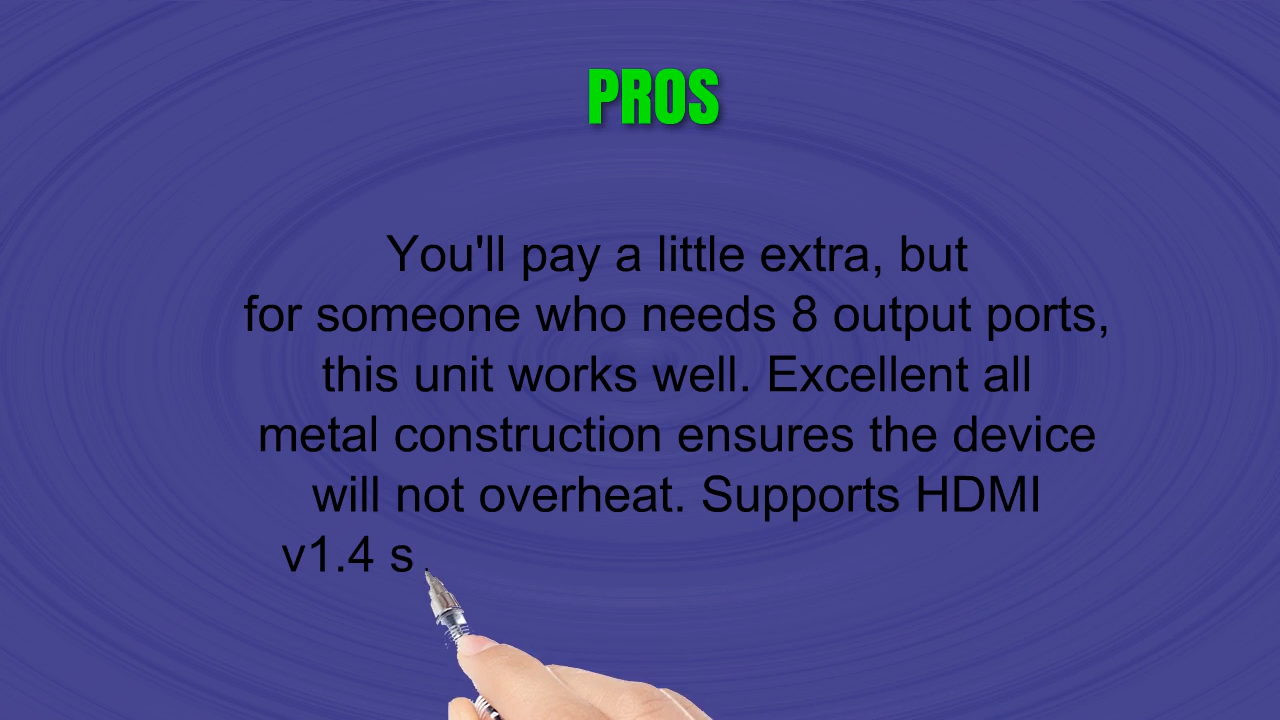 PROS
You'll pay a little extra, but
for someone who needs 8 output ports,
this unit works well. Excellent all
metal construction ensures the device
will not overheat. Supports HDMI
v1.4 s